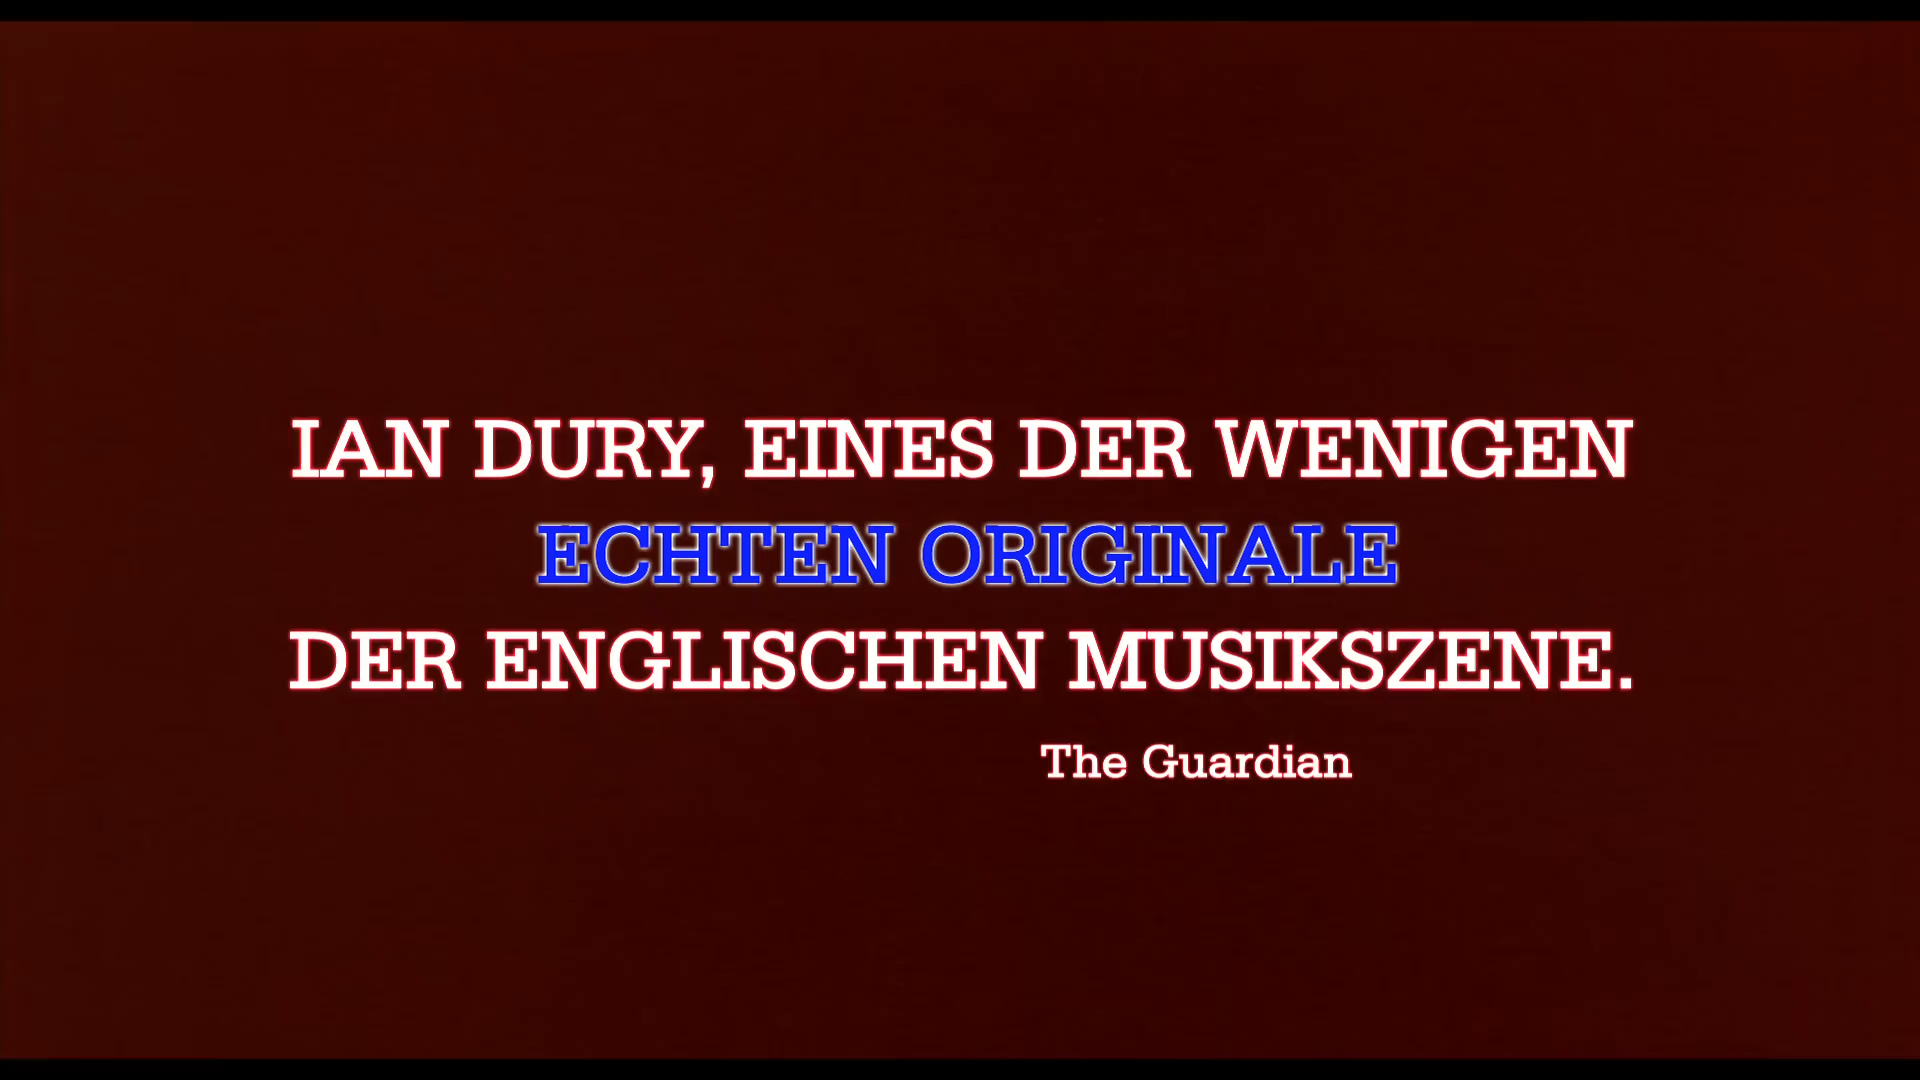 IAN DURY, EINES DER WENIGEN
ECHTEN ORIGINALE
DER ENGLISCHEN MUSIKSZENE.
The Guardian